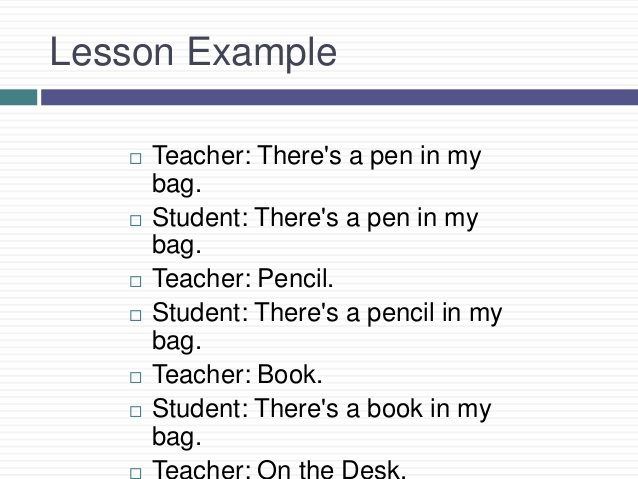 Lesson Example
Teacher: There's a pen in my
bag.
Student: There's a pen in my
bag.
Teacher: Pencil.
Student: There's a pencil in my
bag.
Teacher: Book.
Student: There's a book in my
bag.
Teacher: On the Desk.